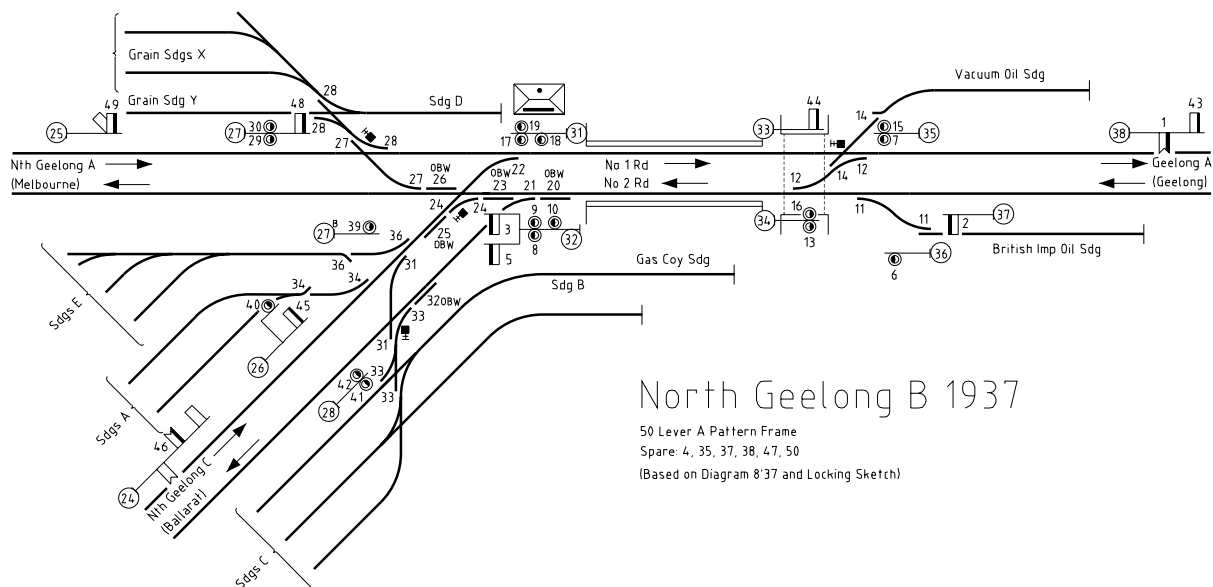 Grain Sdgs X
Vacuum Oil Sdg
49
Grain Sdg Y
48
28
Sdg D
44
43
25
27
30
29
28
19
17
18
31
33
14
15
7
35
38
1
27
28
Nth Geelong A
(Melbourne)
OBW
22
No 1 Rd
No 2 Rd
12
14
12
Geelong A
(Geelong)
27
26
OBW
23
21
OBW
20
24
24
25
OBW
3
5
9
10
8
32
34
16
13
11
11
2
37
British Imp Oil Sdg
6
36
27
B
39
36
36
31
34
34
Sdgs E
40
45
26
Gas Coy Sdg
Sdg B
32
OBW
33
31
33
42
41
33
28
Sdgs A
46
24
Nth Geelong C
(Ballarat)
Sdgs C
North Geelong B 1937
50 Lever A Pattern Frame
Spare: 4, 35, 37, 38, 47, 50
(Based on Diagram 8'37 and Locking Sketch)